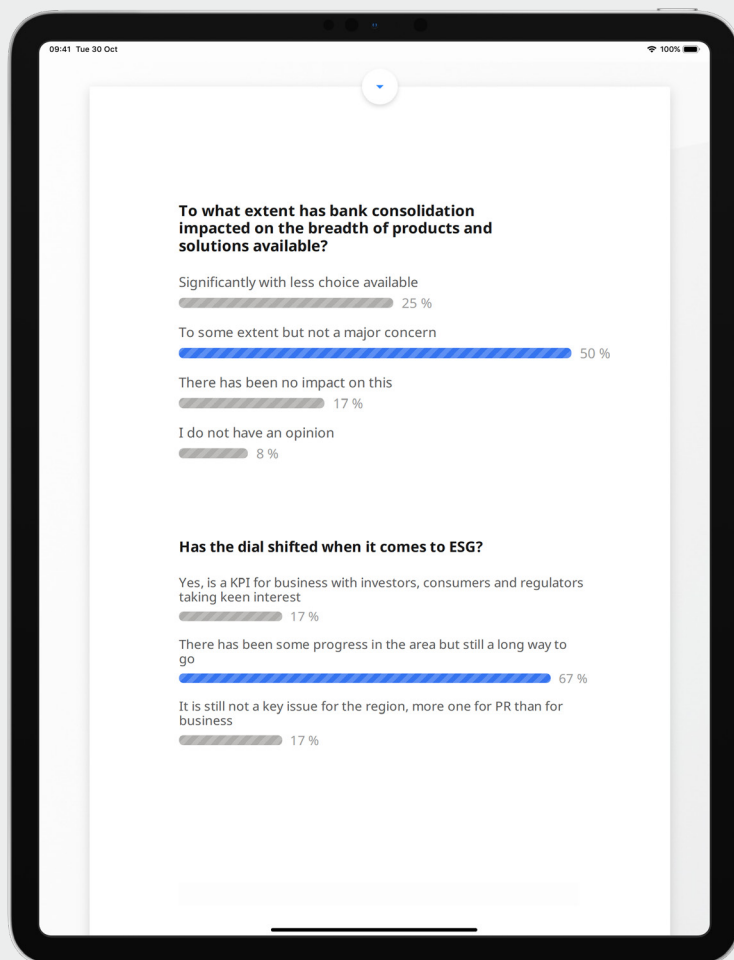 09:41 Tue 30 Oct
100%
To what extent has bank consolidation
impacted on the breadth of products and
solutions available?
Significantly with less choice available
25 %
To some extent but not a major concern
50 %
There has been no impact on this
17 %
I do not have an opinion
8 %
Has the dial shifted when it comes to ESG?
Yes, is a KPI for business with investors, consumers and regulators
taking keen interest
17 %
There has been some progress in the area but still a long way to
go
67 %
It is still not a key issue for the region, more one for PR than for
business
17 %